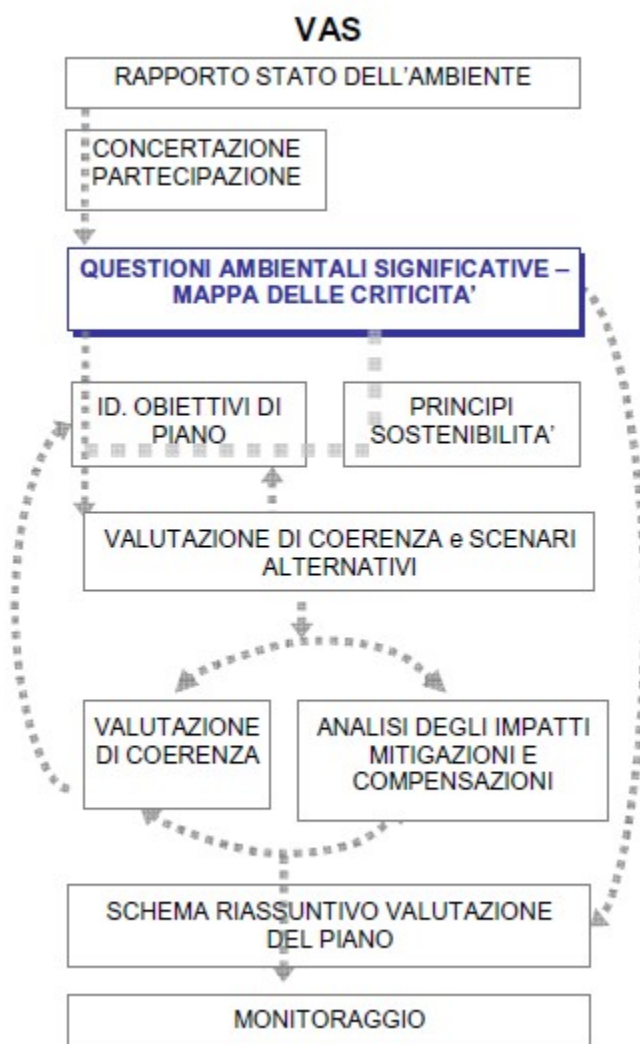 VAS
RAPPORTO STATO DELL'AMBIENTE
CONCERTAZIONE
PARTECIPAZIONE
QUESTIONI AMBIENTALI SIGNIFICATIVE –
MAPPA DELLE CRITICITA'
ID. OBIETTIVI DI
PIANO
PRINCIPI
SOSTENIBILITA'
VALUTAZIONE DI COERENZA e SCENARI
ALTERNATIVI
VALUTAZIONE
DI COERENZA
ANALISI DEGLI IMPATTI
MITIGAZIONI E
COMPENSAZIONI
SCHEMA RIASSUNTIVO VALUTAZIONE
DEL PIANO
MONITORAGGIO